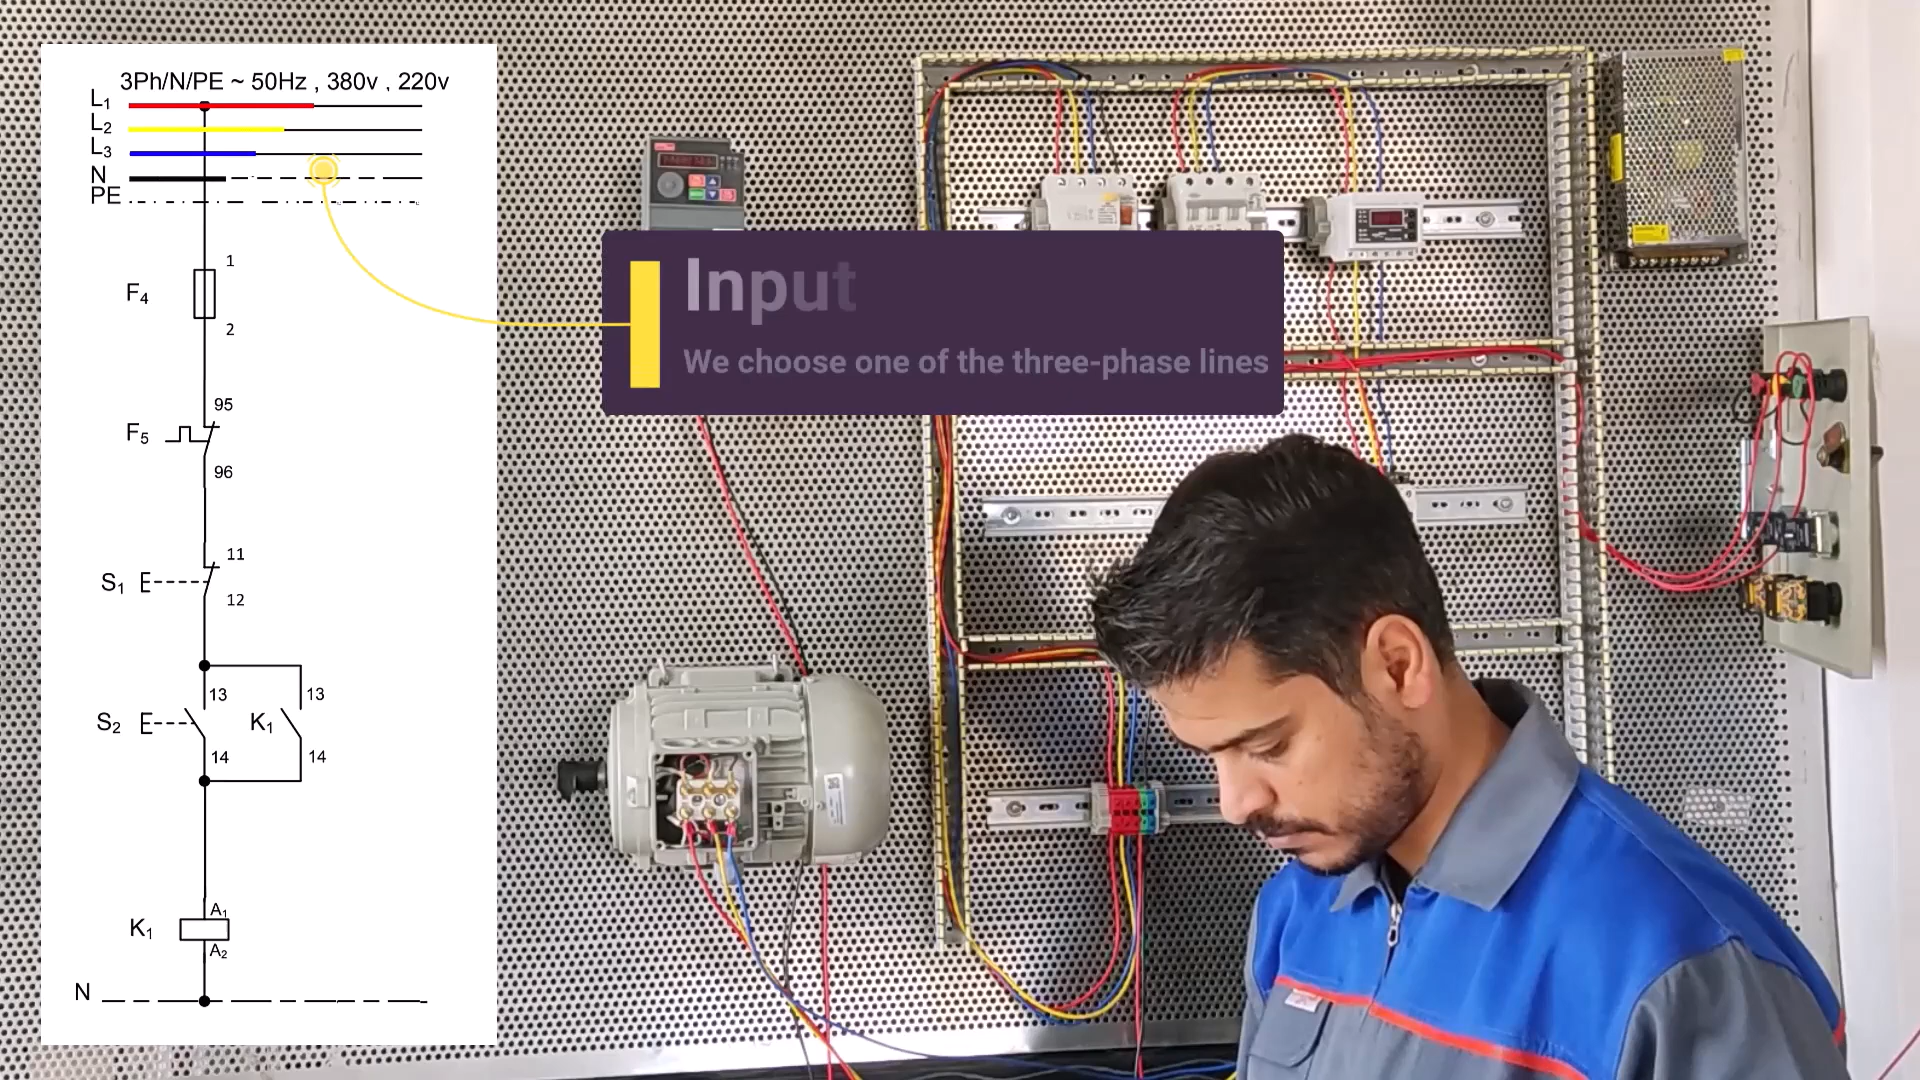 3Ph/N/PE ~ 50Hz , 380v , 220v
L1
L2
L3
N
PE
1
F4
2
95
F5
96
11
S1
12
13
13
S2
K1
14
14
A1
K1
A2
N
Input
We choose one of the three-phase lines